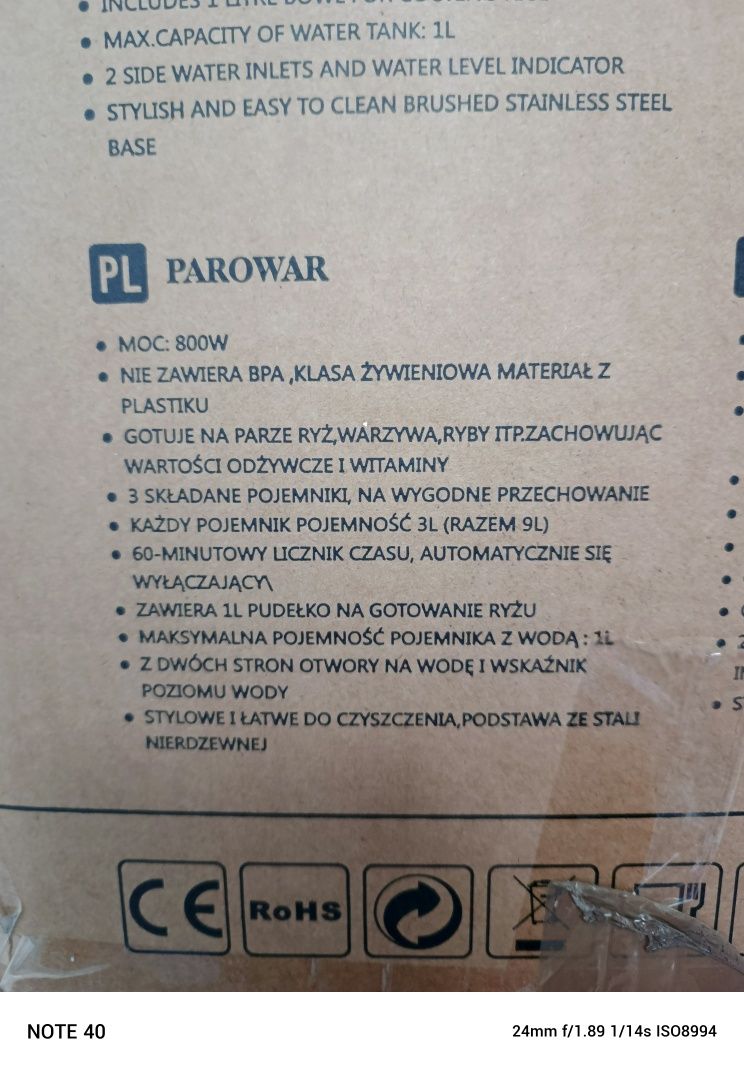 MAX.CAPACITY OF WATER TANK: 1L
2 SIDE WATER INLETS AND WATER LEVEL INDICATOR
STYLISH AND EASY TO CLEAN BRUSHED STAINLESS STEEL
BASE
PL PAROWAR
MOC: 800W
NIE ZAWIERA BPA ,KLASA ŻYWIENIOWA MATERIAŁ Z
PLASTIKU
GOTUJE NA PARZE RYŻ,WARZYWA,RYBY ITP.ZACHOWUJĄC
WARTOŚCI ODŻYWCZE I WITAMINY
3 SKŁADANE POJEMNIKI, NA WYGODNE PRZECHOWANIE
KAŻDY POJEMNIK POJEMNOŚĆ 3L (RAZEM 9L)
60-MINUTOWY LICZNIK CZASU, AUTOMATYCZNIE SIĘ
WYŁĄCZAJĄCY\
ZAWIERA 1L PUDEŁKO NA GOTOWANIE RYŻU
MAKSYMALNA POJEMNOŚĆ POJEMNIKA Z WODĄ : 1L
Z DWÓCH STRON OTWORY NA WODĘ I WSKAŹNIK
POZIOMU WODY
STYLOWE I ŁATWE DO CZYSZCZENIA,PODSTAWA ZE STALI
NIERDZEWNEJ
CE RoHS
NOTE 40 24mm f/1.89 1/14s ISO8994